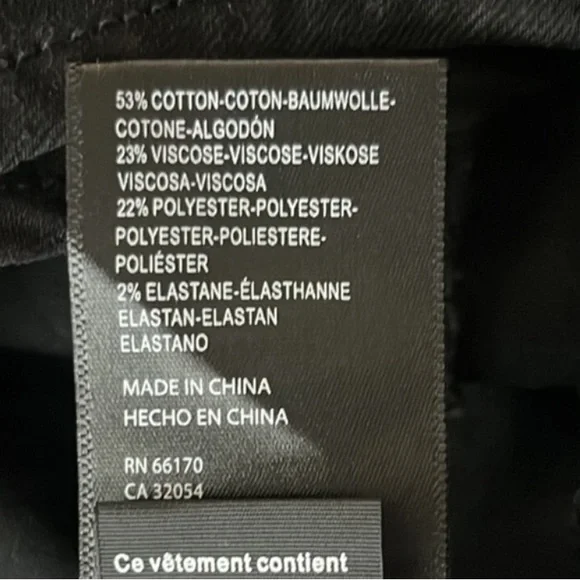 53% COTTON-COTON-BAUMWOLLE-
COTONE-ALGODÓN
23% VISCOSE-VISCOSE-VISKOSE
VISCOSA-VISCOSA
22% POLYESTER-POLYESTER-
POLYESTER-POLIESTERE-
POLIÉSTER
2% ELASTANE-ÉLASTHANNE
ELASTAN-ELASTAN
ELASTANO
MADE IN CHINA
HECHO EN CHINA
RN 66170
CA 32054
Ce vêtement contient